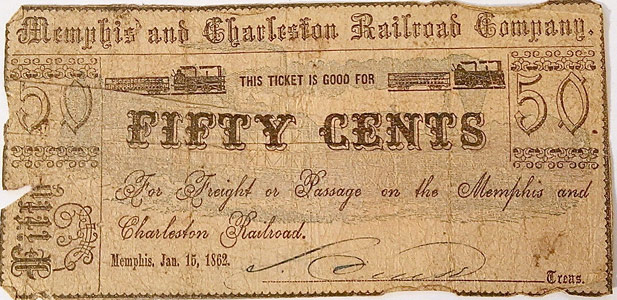 Memphis and Charleston Railroad Company.
50
THIS TICKET IS GOOD FOR
50
FIFTY CENTS
For Freight or Passage on the Memphis and
Charleston Railroad.
Fifty
Memphis, Jan. 15, 1862.
Treas.